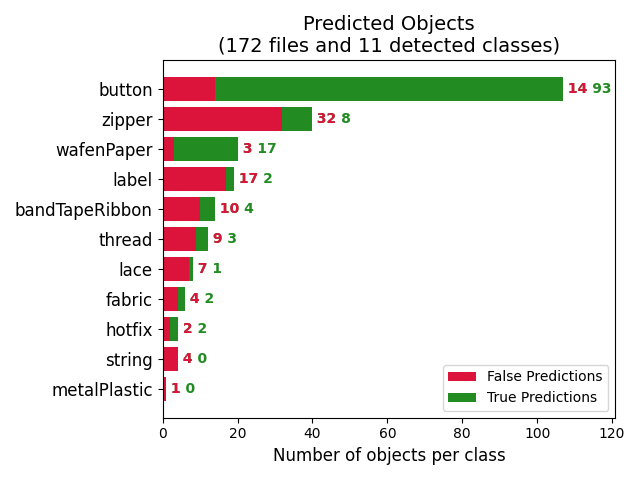 Predicted Objects
(172 files and 11 detected classes)
button 14 93
zipper 32 8
wafenPaper 3 17
label 17 2
bandTapeRibbon 10 4
thread 9 3
lace 7 1
fabric 4 2
hotfix 2 2
string 4 0
metalPlastic 1 0
False Predictions
True Predictions
0 20 40 60 80 100 120
Number of objects per class